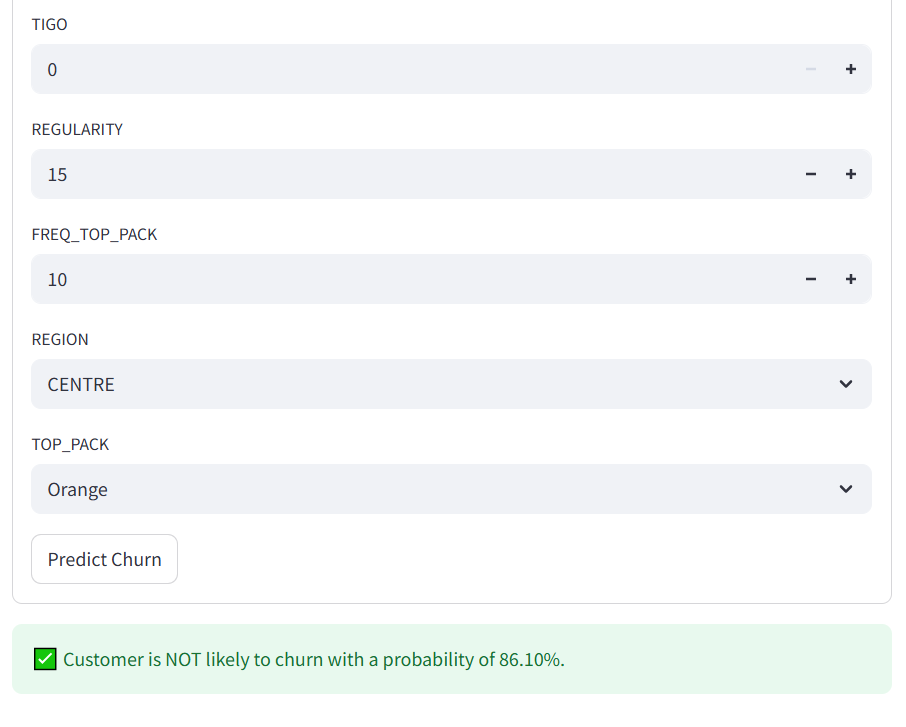 TIGO
0
REGULARITY
15
FREQ_TOP_PACK
10
REGION
CENTRE
TOP_PACK
Orange
Predict Churn
✅ Customer is NOT likely to churn with a probability of 86.10%.